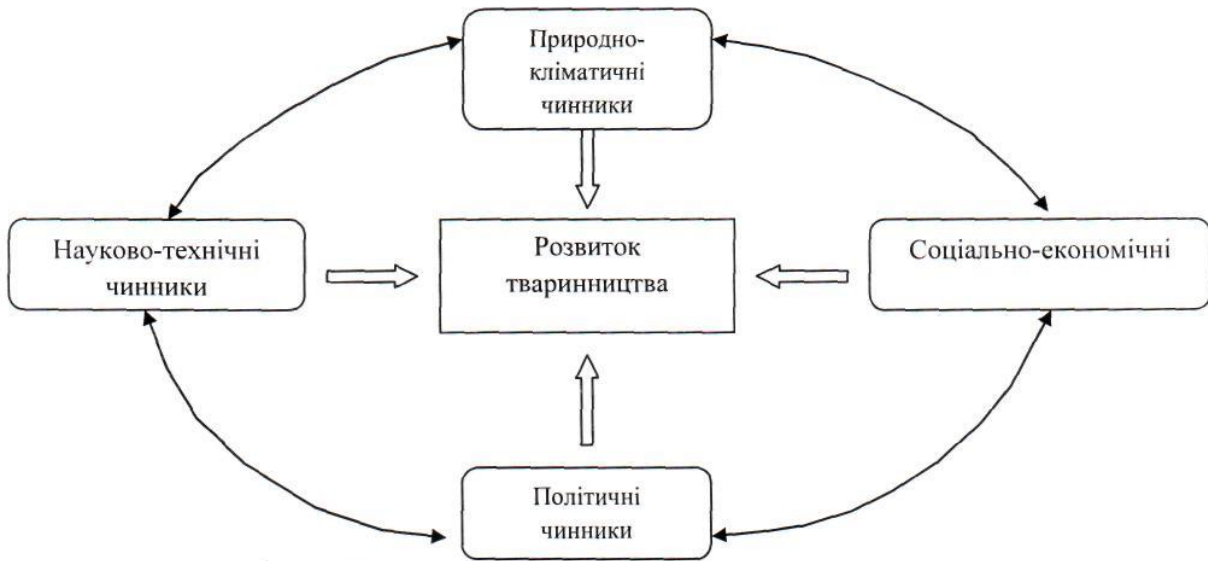 Природно-
кліматичні
чинники
Науково-технічні
чинники
Розвиток
тваринництва
Соціально-економічні
Політичні
чинники